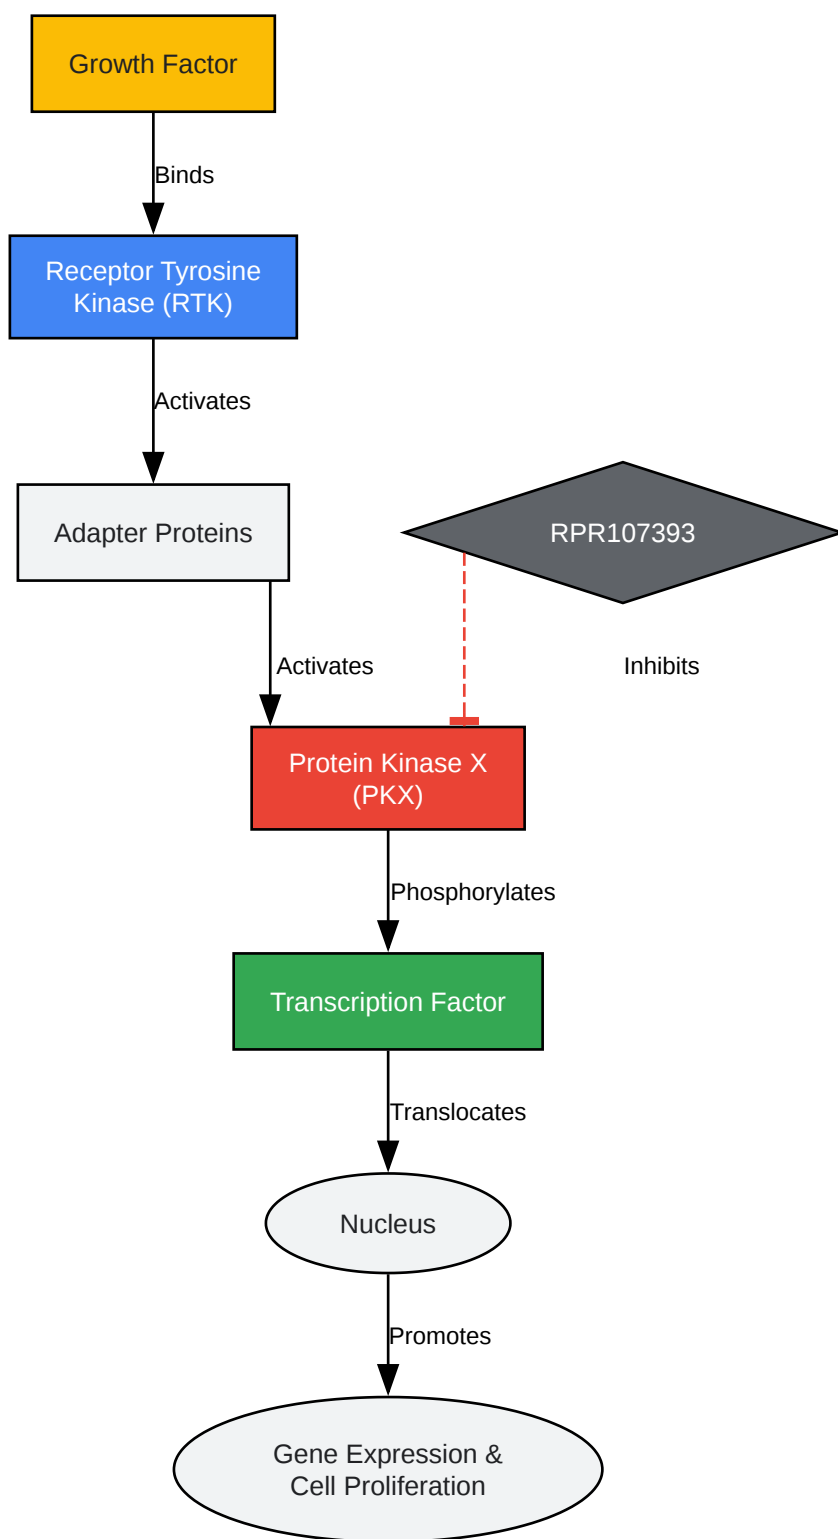 Growth Factor
Binds
Receptor Tyrosine
Kinase (RTK)
Activates
Adapter Proteins
RPR107393
Activates
Inhibits
Protein Kinase X
(PKX)
Phosphorylates
Transcription Factor
Translocates
Nucleus
Promotes
Gene Expression &
Cell Proliferation